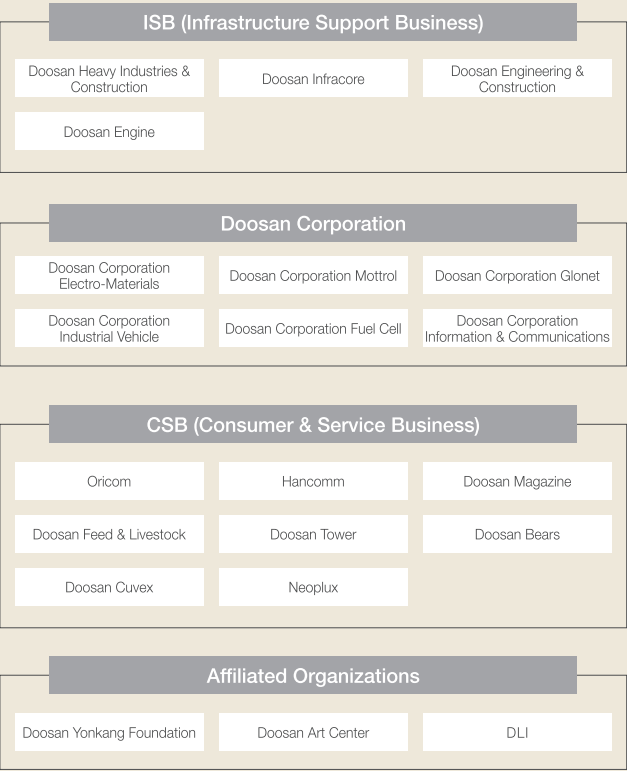 ISB (Infrastructure Support Business)
Doosan Heavy Industries &
Construction
Doosan Infracore
Doosan Engineering &
Construction
Doosan Engine
Doosan Corporation
Doosan Corporation
Electro-Materials
Doosan Corporation Mottrol
Doosan Corporation Glonet
Doosan Corporation
Industrial Vehicle
Doosan Corporation Fuel Cell
Doosan Corporation
Information & Communications
CSB (Consumer & Service Business)
Oricom
Hancomm
Doosan Magazine
Doosan Feed & Livestock
Doosan Tower
Doosan Bears
Doosan Cuvex
Neoplux
Affiliated Organizations
Doosan Yonkang Foundation
Doosan Art Center
DLI